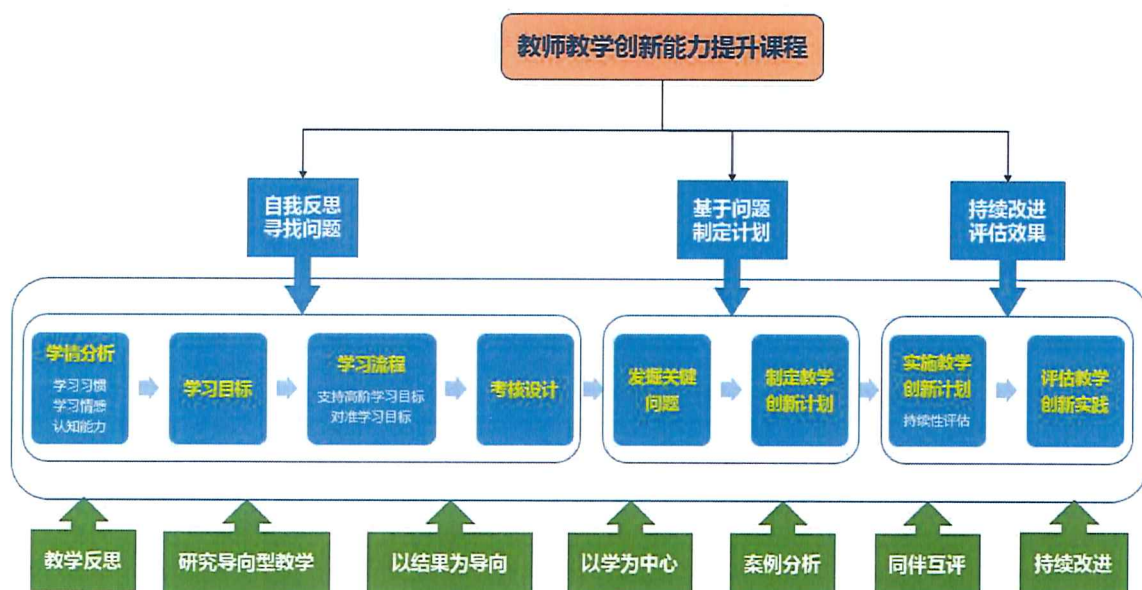 教师教学创新能力提升课程
自我反思
寻找问题
基于问题
制定计划
持续改进
评估效果
学情分析
学习习惯
学习情感
认知能力
学习目标
学习流程
支持高阶学习目标
对准学习目标
考核设计
发掘关键
问题
制定教学
创新计划
实施教学
创新计划
持续性评估
评估教学
创新实践
教学反思
研究导向型教学
以结果为导向
以学为中心
案例分析
同伴互评
持续改进